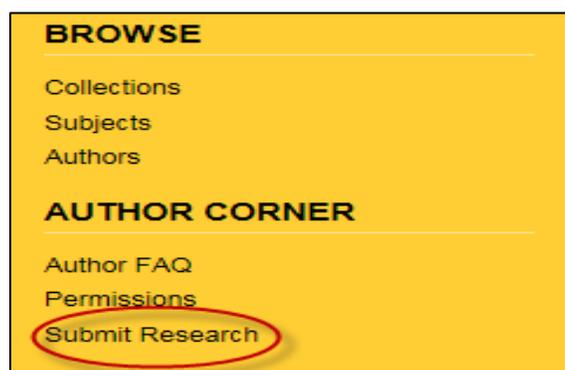 BROWSE
Collections
Subjects
Authors
AUTHOR CORNER
Author FAQ
Permissions
Submit Research